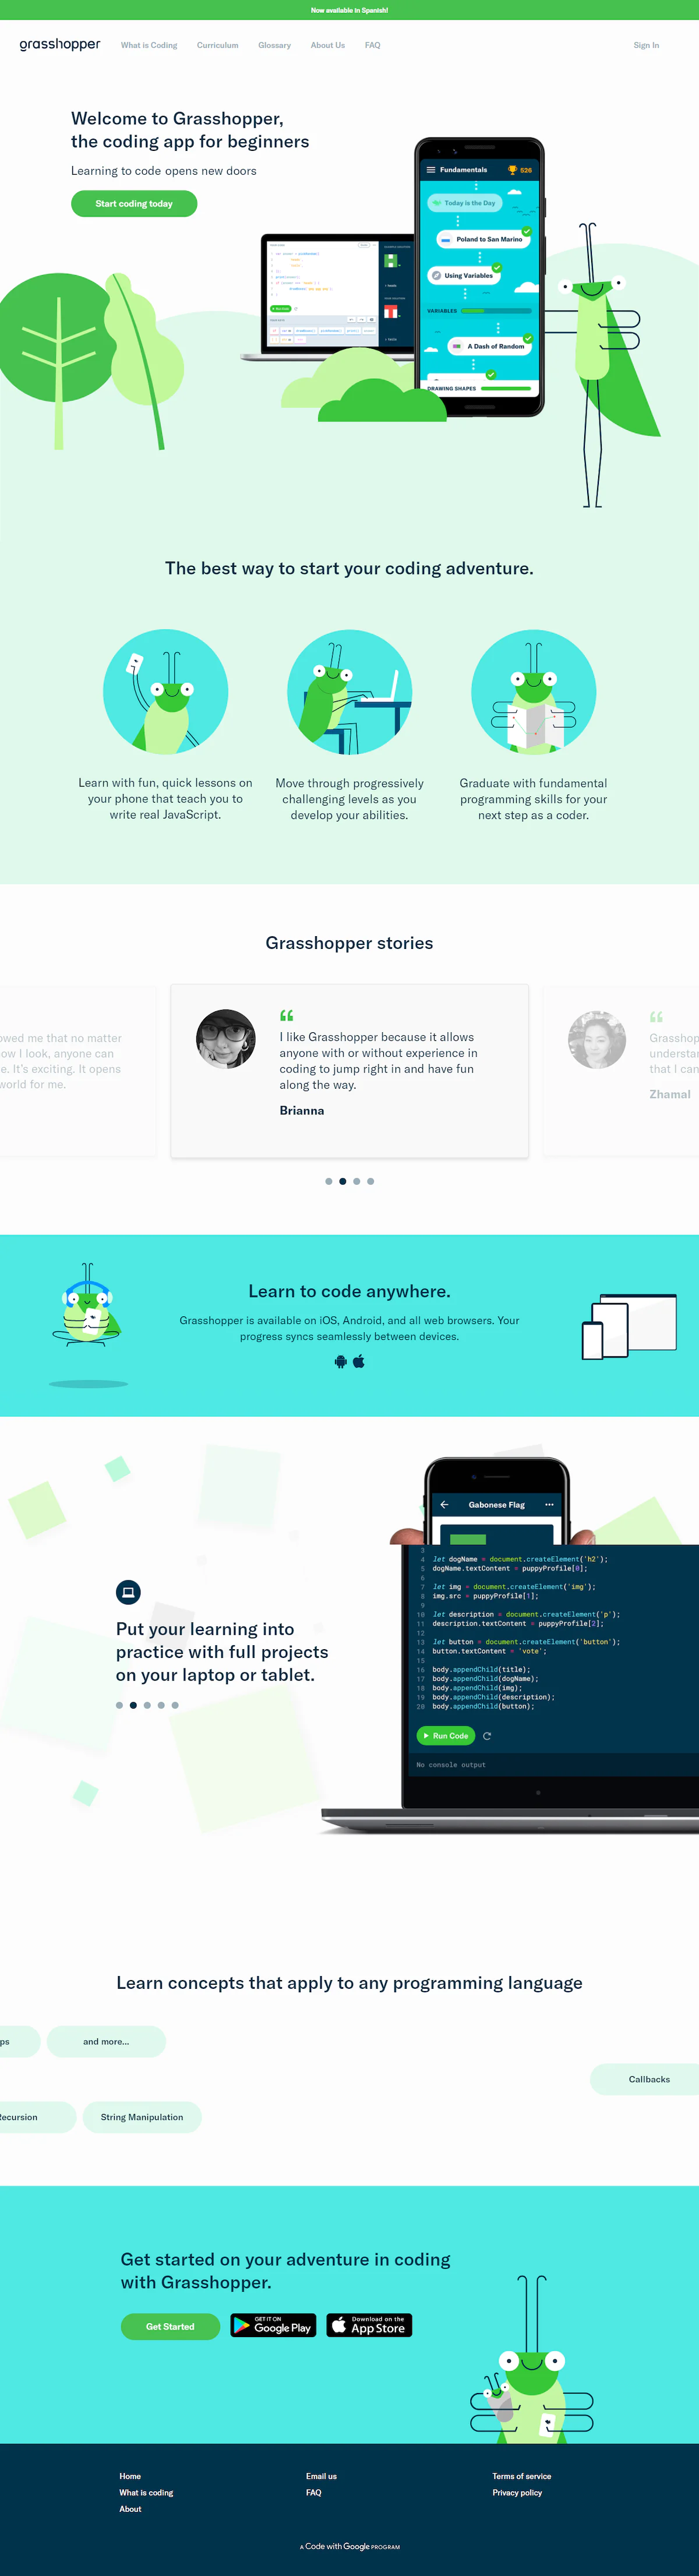 Now available in Spanish!
grasshopper
What is Coding
Curriculum
Glossary
About Us
FAQ
Sign In
Welcome to Grasshopper,
the coding app for beginners
Learning to code opens new doors
Start coding today
Fundamentals
526
Today is the Day
Poland to San Marino
Using Variables
VARIABLES
A Dash of Random
DRAWING SHAPES
The best way to start your coding adventure.
Learn with fun, quick lessons on
your phone that teach you to
write real JavaScript.
Move through progressively
challenging levels as you
develop your abilities.
Graduate with fundamental
programming skills for your
next step as a coder.
Grasshopper stories
owed me that no matter
ow I look, anyone can
e. It's exciting. It opens
world for me.
I like Grasshopper because it allows
anyone with or without experience in
coding to jump right in and have fun
along the way.
Brianna
Grasshop
understan
that I can
Zhamal
Learn to code anywhere.
Grasshopper is available on iOS, Android, and all web browsers. Your
progress syncs seamlessly between devices.
Gabonese Flag
Put your learning into
practice with full projects
on your laptop or tablet.
3
4 let dogName = document.createElement('h2');
5 dogName.textContent = puppyProfile[0];
6
7 let img = document.createElement('img');
8 img.src = puppyProfile[1];
9
10 let description = document.createElement('p');
11 description.textContent = puppyProfile[2];
12
13 let button = document.createElement('button');
14 button.textContent = 'vote';
15
16 body.appendChild(title);
17 body.appendChild(dogName);
18 body.appendChild(img);
19 body.appendChild(description);
20 body.appendChild(button);
Run Code
No console output
Learn concepts that apply to any programming language
ps
and more...
Callbacks
Recursion
String Manipulation
Get started on your adventure in coding
with Grasshopper.
Get Started
GET IT ON
Google Play
Download on the
App Store
Home
What is coding
About
Email us
FAQ
Terms of service
Privacy policy
A Code with Google PROGRAM